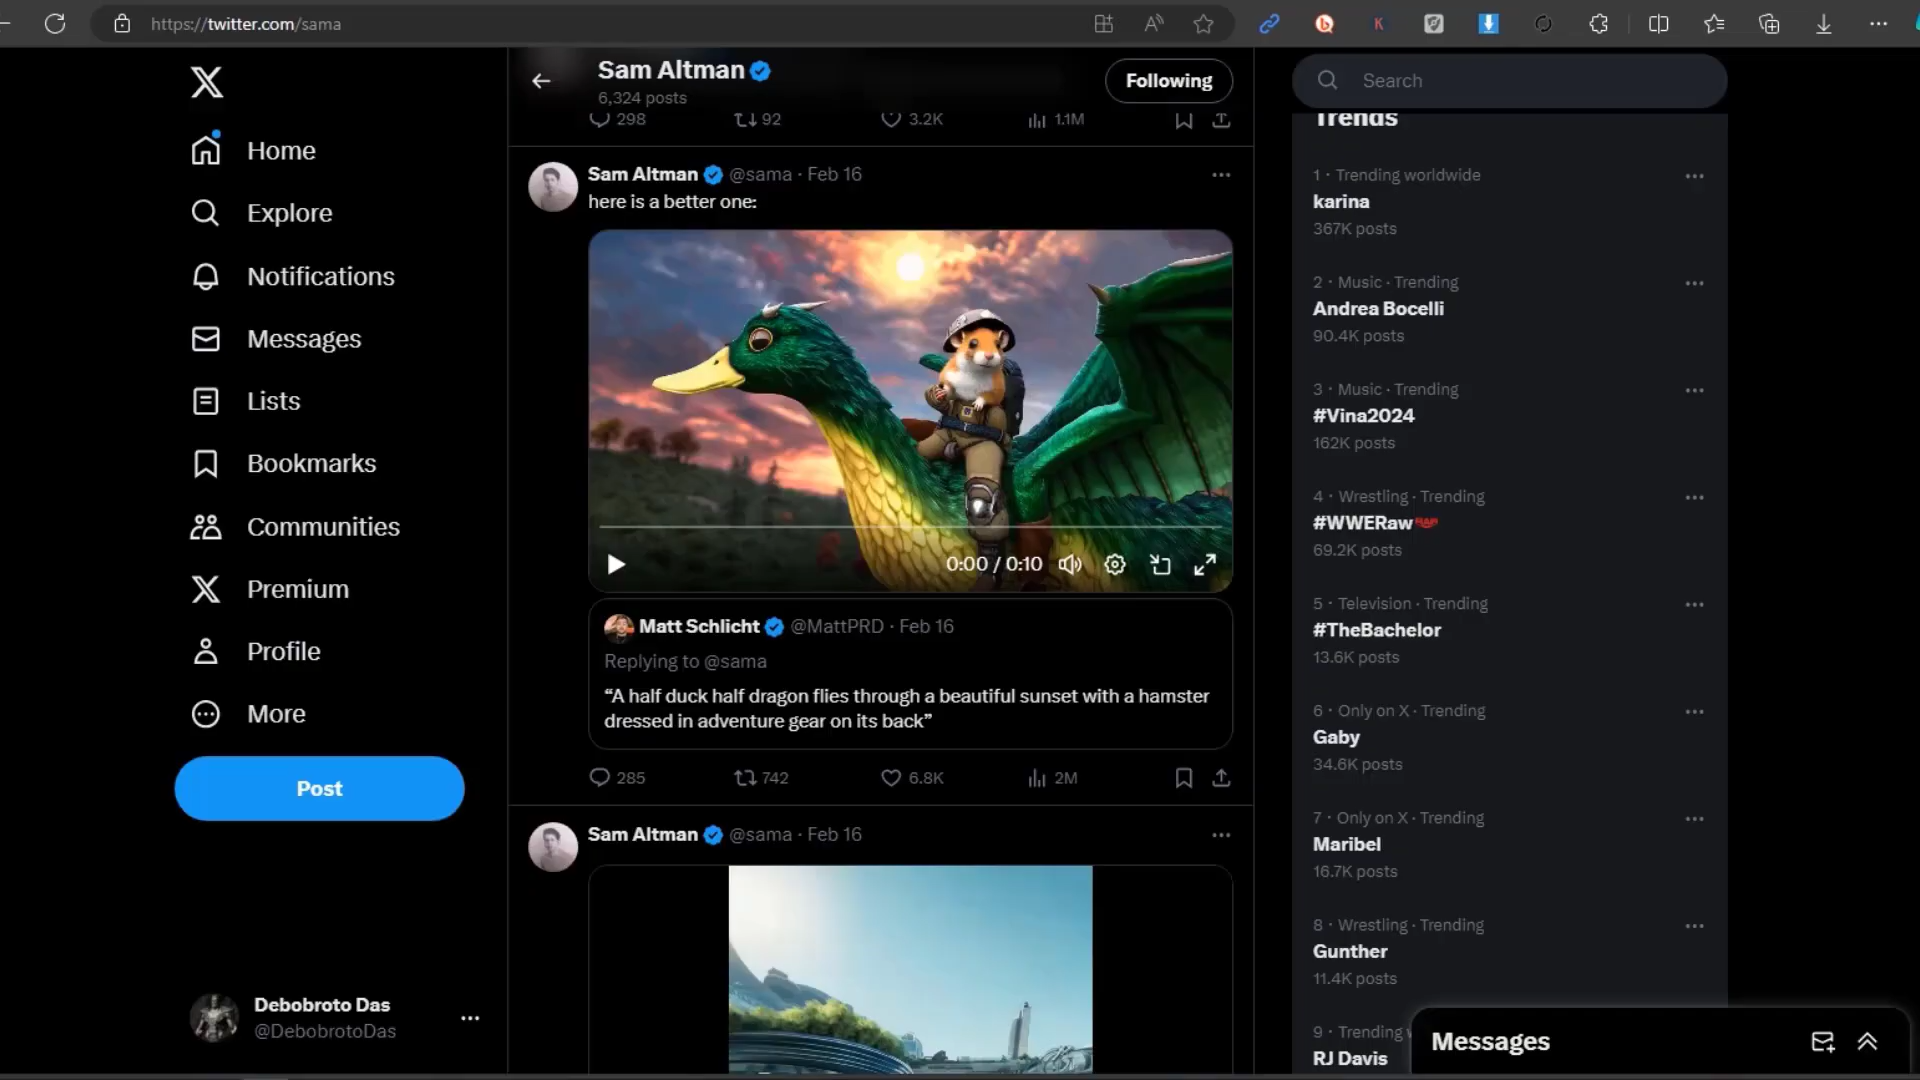 https://twitter.com/sama
Home
Explore
Notifications
Messages
Lists
Bookmarks
Communities
Premium
Profile
More
Post
Debobroto Das
@DebobrotoDas
Sam Altman
6,324 posts
Following
298 92 3.2K 1.1M
Sam Altman @sama · Feb 16
here is a better one:
0:00 / 0:10
Matt Schlicht @MattPRD · Feb 16
Replying to @sama
“A half duck half dragon flies through a beautiful sunset with a hamster
dressed in adventure gear on its back”
285 742 6.8K 2M
Sam Altman @sama · Feb 16
Search
Trends
1 · Trending worldwide
karina
367K posts
2 · Music · Trending
Andrea Bocelli
90.4K posts
3 · Music · Trending
#Vina2024
162K posts
4 · Wrestling · Trending
#WWERaw
69.2K posts
5 · Television · Trending
#TheBachelor
13.6K posts
6 · Only on X · Trending
Gaby
34.6K posts
7 · Only on X · Trending
Maribel
16.7K posts
8 · Wrestling · Trending
Gunther
11.4K posts
9 · Trending
RJ Davis
Messages